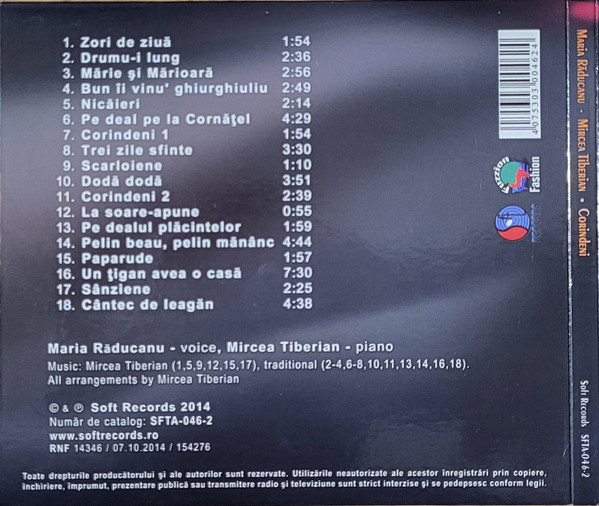 1. Zori de ziuă 1:54
2. Drumu-i lung 2:36
3. Mărie şi Mărioară 2:56
4. Bun îi vinu' ghiurghiuliu 2:49
5. Nicăieri 2:14
6. Pe deal pe la Cornăţel 4:29
7. Corindeni 1 1:54
8. Trei zile sfinte 3:30
9. Scarloiene 1:10
10. Dodă dodă 3:51
11. Corindeni 2 2:39
12. La soare-apune 0:55
13. Pe dealul plăcintelor 1:59
14. Pelin beau, pelin mănânc 4:44
15. Paparude 1:57
16. Un ţigan avea o casă 7:30
17. Sânziene 2:25
18. Cântec de leagăn 4:38
Maria Răducanu - voice, Mircea Tiberian - piano
Music: Mircea Tiberian (1,5,9,12,15,17), traditional (2-4,6-8,10,11,13,14,16,18).
All arrangements by Mircea Tiberian
© & ℗ Soft Records 2014
Număr de catalog: SFTA-046-2
www.softrecords.ro
RNF 14346 / 07.10.2014 / 154276
Toate drepturile producătorului şi ale autorilor sunt rezervate. Utilizările neautorizate ale acestor înregistrări prin copiere,
închiriere, împrumut, prezentare publică sau transmitere radio şi televiziune sunt strict interzise şi se pedepsesc conform legii.
4075303004624
Fuzzion
Fashion
Maria Răducanu · Mircea Tiberian • Corindeni
Soft Records SFTA-046-2